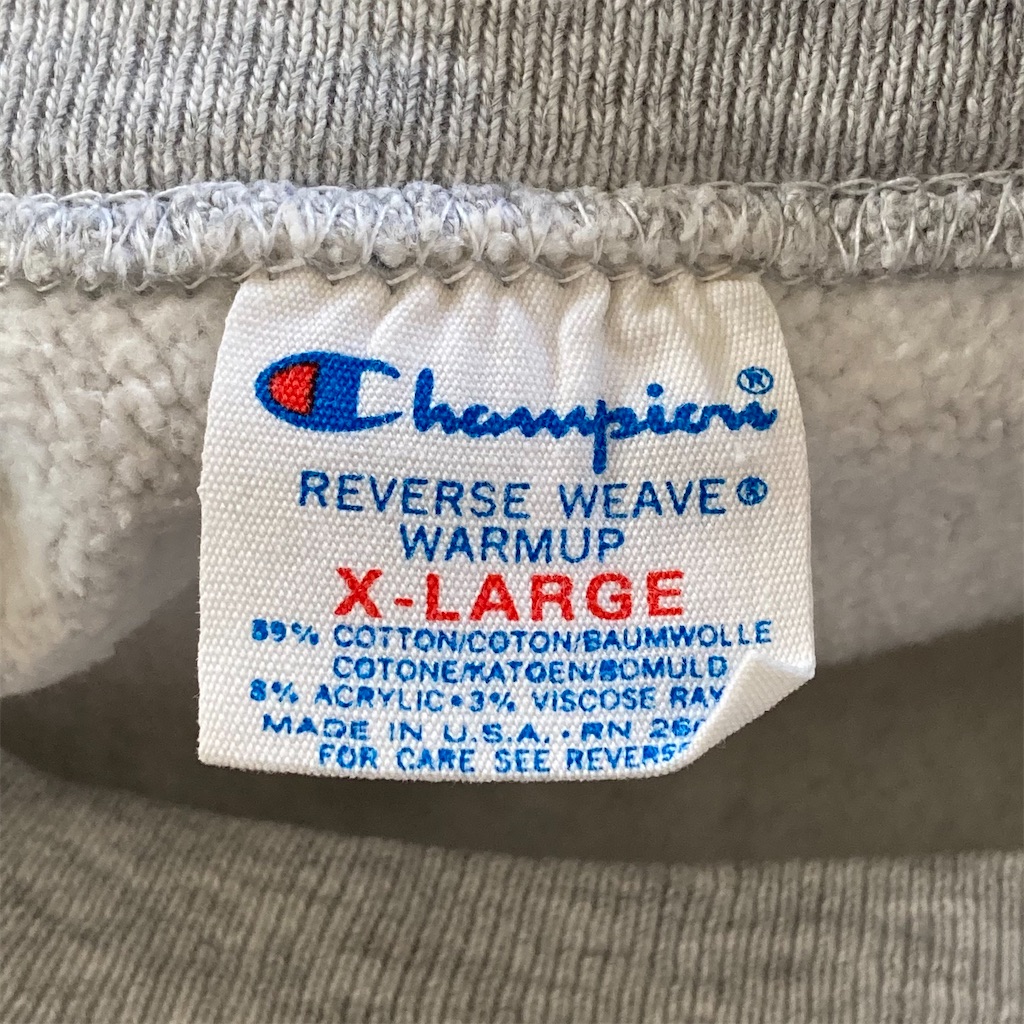 Champion®
REVERSE WEAVE®
WARMUP
X-LARGE
89% COTTON/COTON/BAUMWOLLE
COTONE/KATOEN/BOMULD
8% ACRYLIC•3% VISCOSE
MADE IN U.S.A. • RN
FOR CARE SEE REVERSE